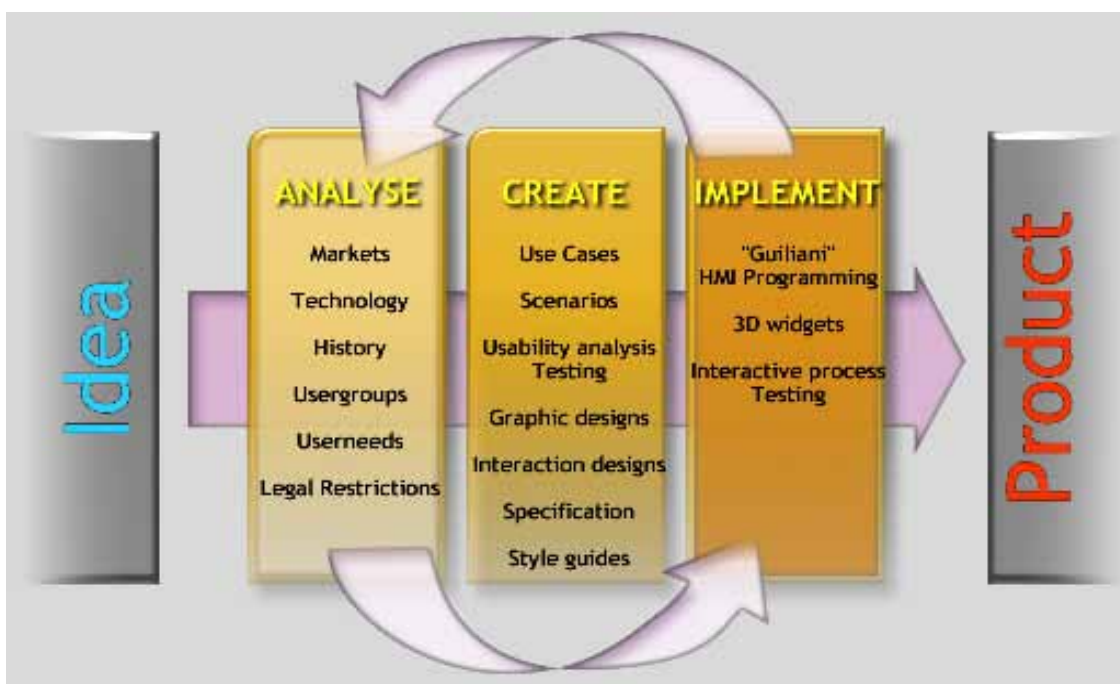 Idea
ANALYSE
Markets
Technology
History
Usergroups
Userneeds
Legal Restrictions
CREATE
Use Cases
Scenarios
Usability analysis
Testing
Graphic designs
Interaction designs
Specification
Style guides
IMPLEMENT
"Guiliani"
HMI Programming
3D widgets
Interactive process
Testing
Product